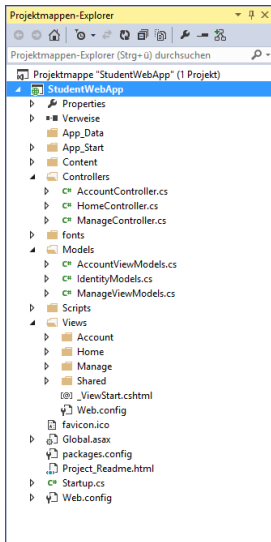 Projektmappen-Explorer
Projektmappen-Explorer (Strg+ü) durchsuchen
Projektmappe "StudentWebApp" (1 Projekt)
StudentWebApp
Properties
Verweise
App_Data
App_Start
Content
Controllers
C# AccountController.cs
C# HomeController.cs
C# ManageController.cs
fonts
Models
C# AccountViewModels.cs
C# IdentityModels.cs
C# ManageViewModels.cs
Scripts
Views
Account
Home
Manage
Shared
[@] _ViewStart.cshtml
Web.config
favicon.ico
Global.asax
packages.config
Project_Readme.html
C# Startup.cs
Web.config